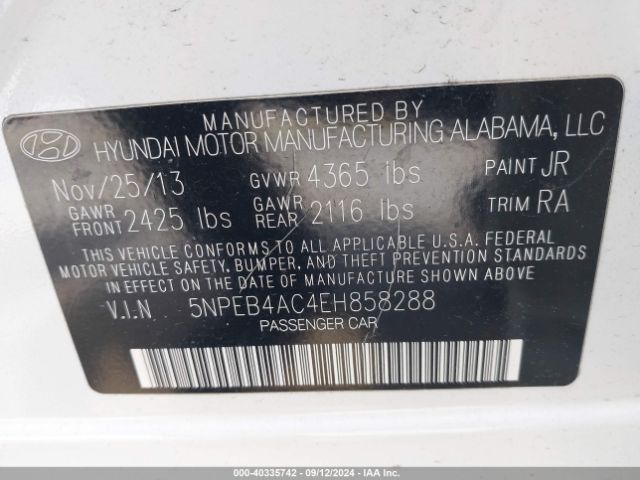 MANUFACTURED BY
HYUNDAI MOTOR MANUFACTURING ALABAMA, LLC
Nov/25/13 GVWR 4365 lbs PAINT JR
GAWR FRONT 2425 lbs GAWR REAR 2116 lbs TRIM RA
THIS VEHICLE CONFORMS TO ALL APPLICABLE U.S.A. FEDERAL
MOTOR VEHICLE SAFETY, BUMPER, AND THEFT PREVENTION STANDARDS
IN EFFECT ON THE DATE OF MANUFACTURE SHOWN ABOVE
V.I.N. 5NPEB4AC4EH858288
PASSENGER CAR
© - 40335742 - 09/12/2024 - IAA Inc.